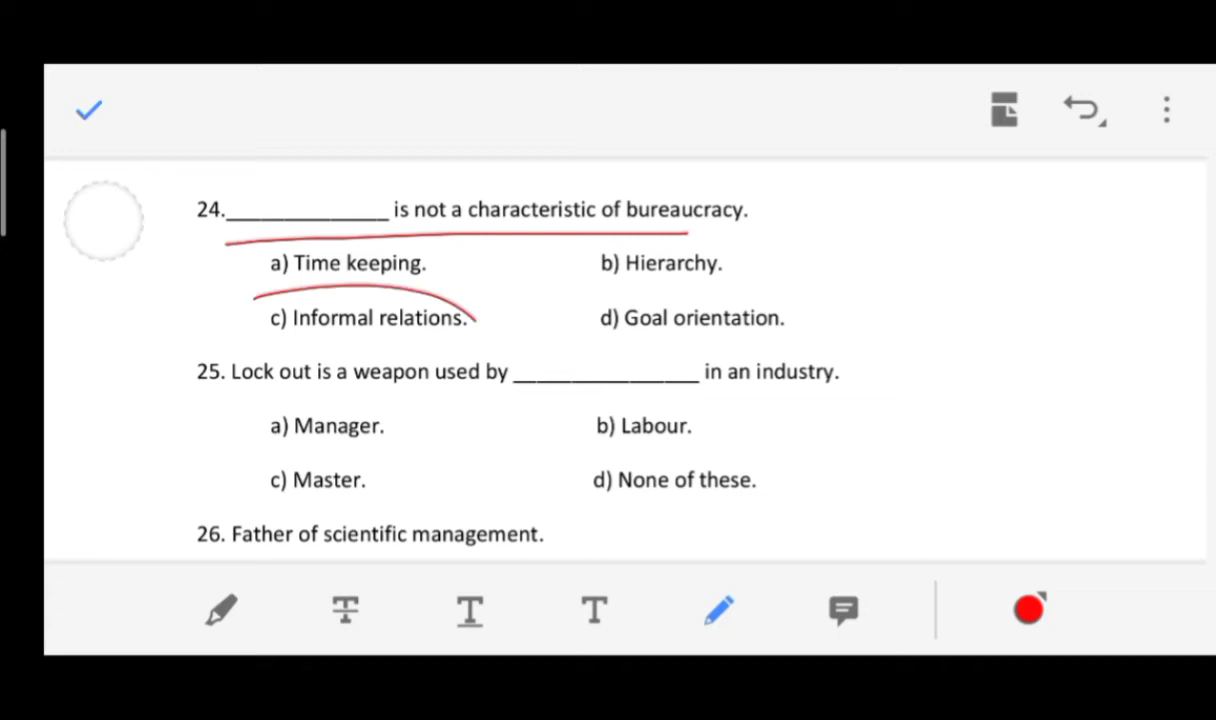 24.______________ is not a characteristic of bureaucracy.
a) Time keeping. b) Hierarchy.
c) Informal relations. d) Goal orientation.
25. Lock out is a weapon used by ________________ in an industry.
a) Manager. b) Labour.
c) Master. d) None of these.
26. Father of scientific management.